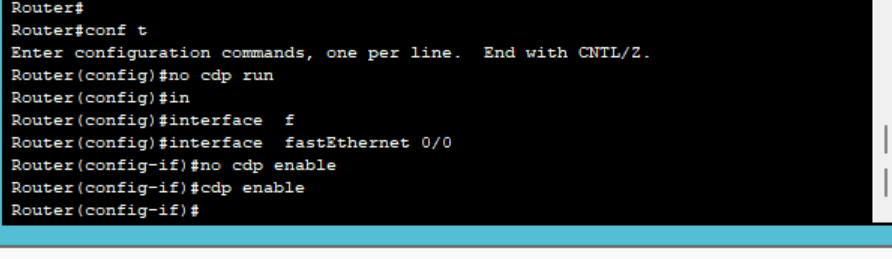 Router#
Router#conf t
Enter configuration commands, one per line.  End with CNTL/Z.
Router(config)#no cdp run
Router(config)#in
Router(config)#interface  f
Router(config)#interface  fastEthernet 0/0
Router(config-if)#no cdp enable
Router(config-if)#cdp enable
Router(config-if)#